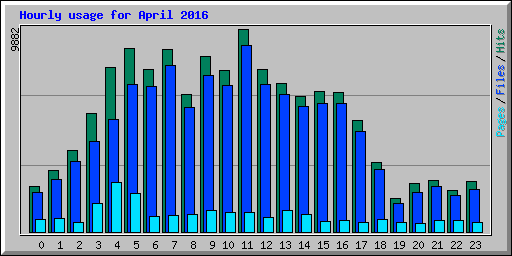 Hourly usage for April 2016
9882
Pages/Files/Hits
0 1 2 3 4 5 6 7 8 9 10 11 12 13 14 15 16 17 18 19 20 21 22 23